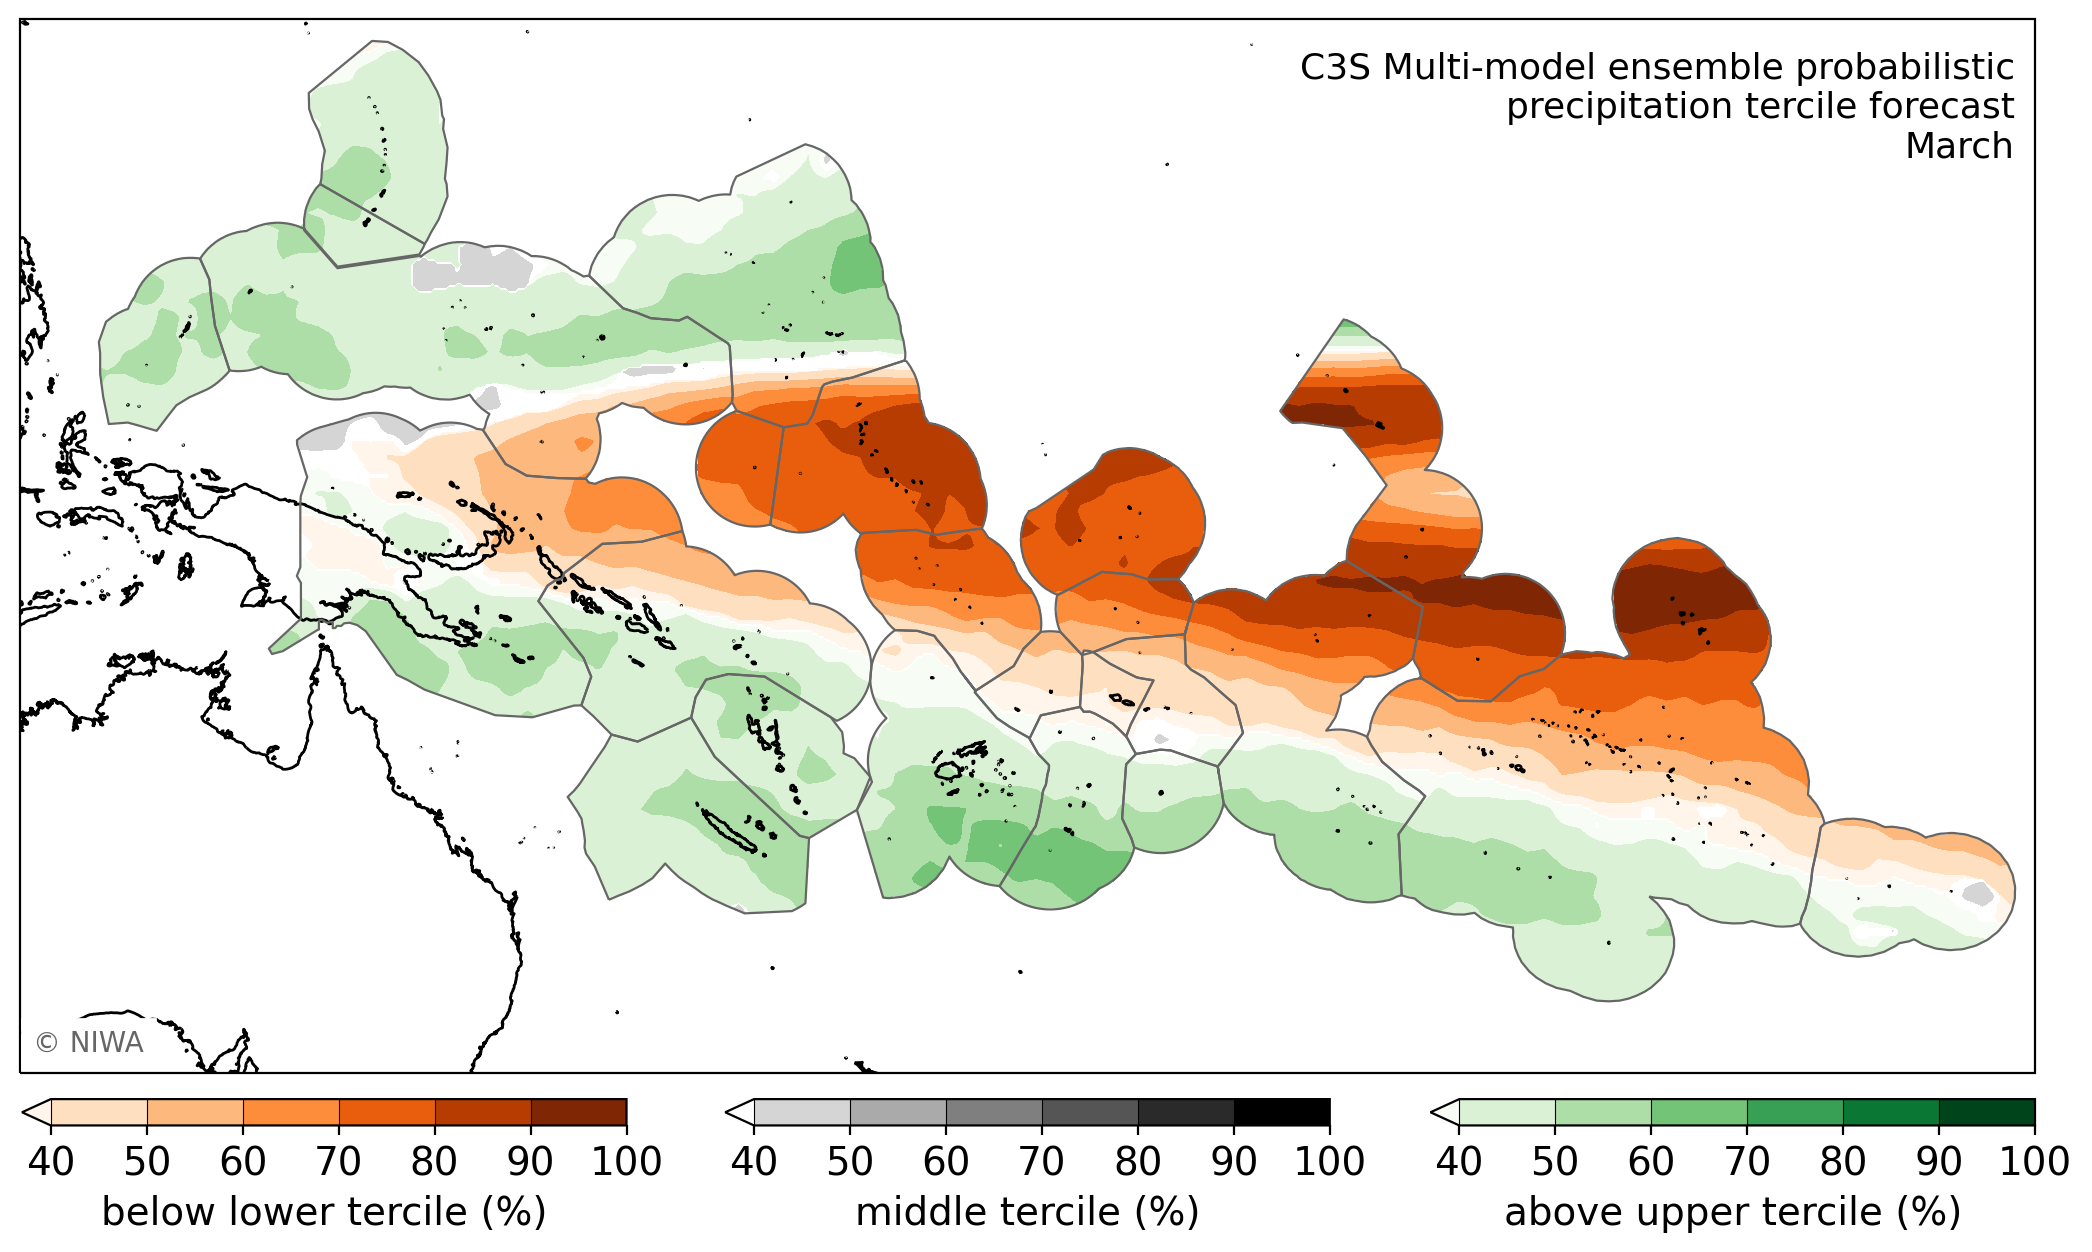 C3S Multi-model ensemble probabilistic
precipitation tercile forecast
March
© NIWA
40 50 60 70 80 90 100
below lower tercile (%)
40 50 60 70 80 90 100
middle tercile (%)
40 50 60 70 80 90 100
above upper tercile (%)